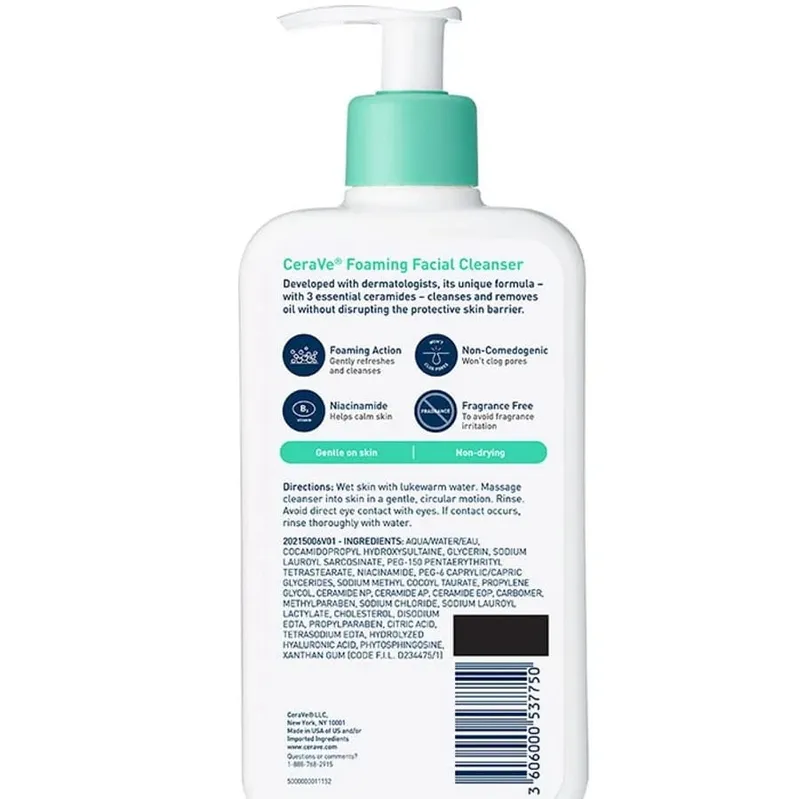 CeraVe® Foaming Facial Cleanser
Developed with dermatologists, its unique formula –
with 3 essential ceramides – cleanses and removes
oil without disrupting the protective skin barrier.
Foaming Action
Gently refreshes
and cleanses
WON'T
CLOG PORES
Non-Comedogenic
Won't clog pores
B₃
VITAMIN
Niacinamide
Helps calm skin
FRAGRANCE
Fragrance Free
To avoid fragrance
irritation
Gentle on skin | Non-drying
Directions: Wet skin with lukewarm water. Massage
cleanser into skin in a gentle, circular motion. Rinse.
Avoid direct eye contact with eyes. If contact occurs,
rinse thoroughly with water.
20215006V01 - INGREDIENTS: AQUA/WATER/EAU,
COCAMIDOPROPYL HYDROXYSULTAINE, GLYCERIN, SODIUM
LAUROYL SARCOSINATE, PEG-150 PENTAERYTHRITYL
TETRASTEARATE, NIACINAMIDE, PEG-6 CAPRYLIC/CAPRIC
GLYCERIDES, SODIUM METHYL COCOYL TAURATE, PROPYLENE
GLYCOL, CERAMIDE NP, CERAMIDE AP, CERAMIDE EOP, CARBOMER,
METHYLPARABEN, SODIUM CHLORIDE, SODIUM LAUROYL
LACTYLATE, CHOLESTEROL, DISODIUM
EDTA, PROPYLPARABEN, CITRIC ACID,
TETRASODIUM EDTA, HYDROLYZED
HYALURONIC ACID, PHYTOSPHINGOSINE,
XANTHAN GUM [CODE F.I.L. D234475/1]
CeraVe® LLC,
New York, NY 10001
Made in USA of US and/or
Imported Ingredients
www.cerave.com
Questions or comments?
1-888-768-2915
5000000011152
3 606000 537750